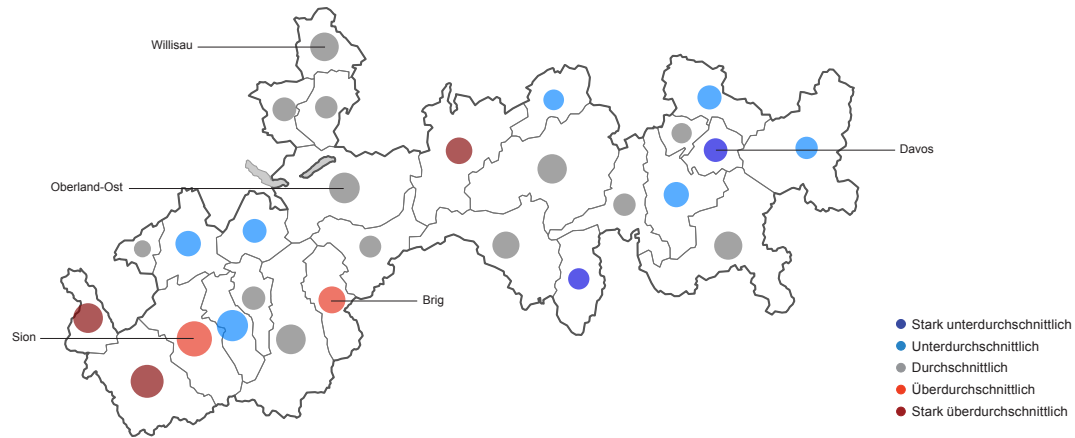 Willisau
Davos
Oberland-Ost
Brig
Sion
Stark unterdurchschnittlich
Unterdurchschnittlich
Durchschnittlich
Überdurchschnittlich
Stark überdurchschnittlich